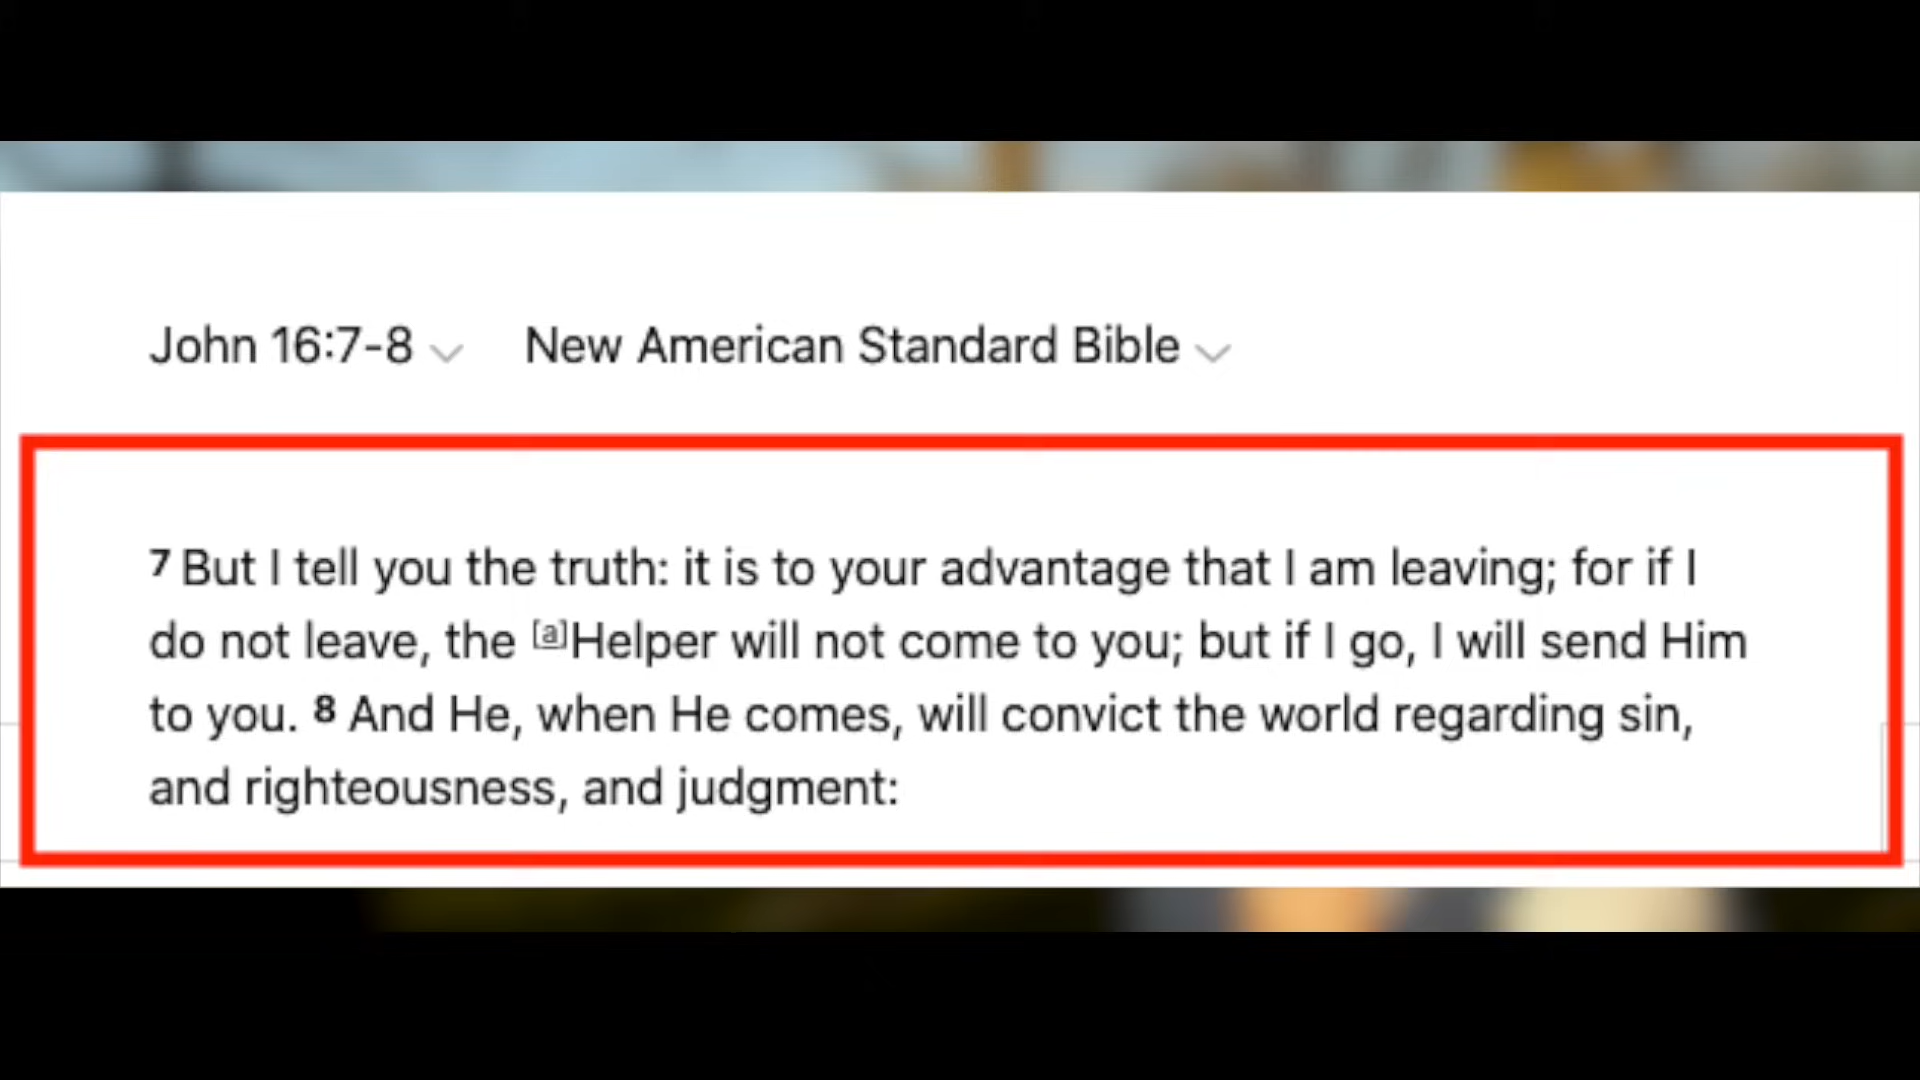 John 16:7-8 New American Standard Bible
7 But I tell you the truth: it is to your advantage that I am leaving; for if I
do not leave, the [a]Helper will not come to you; but if I go, I will send Him
to you. 8 And He, when He comes, will convict the world regarding sin,
and righteousness, and judgment: